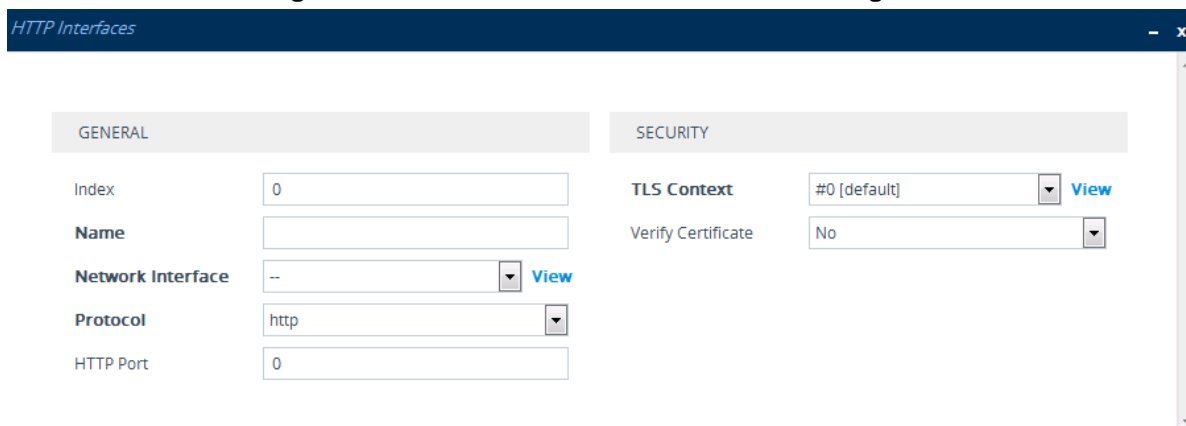 HTTP Interfaces
– x
GENERAL
Index 0
Name
Network Interface -- View
Protocol http
HTTP Port 0
SECURITY
TLS Context #0 [default] View
Verify Certificate No